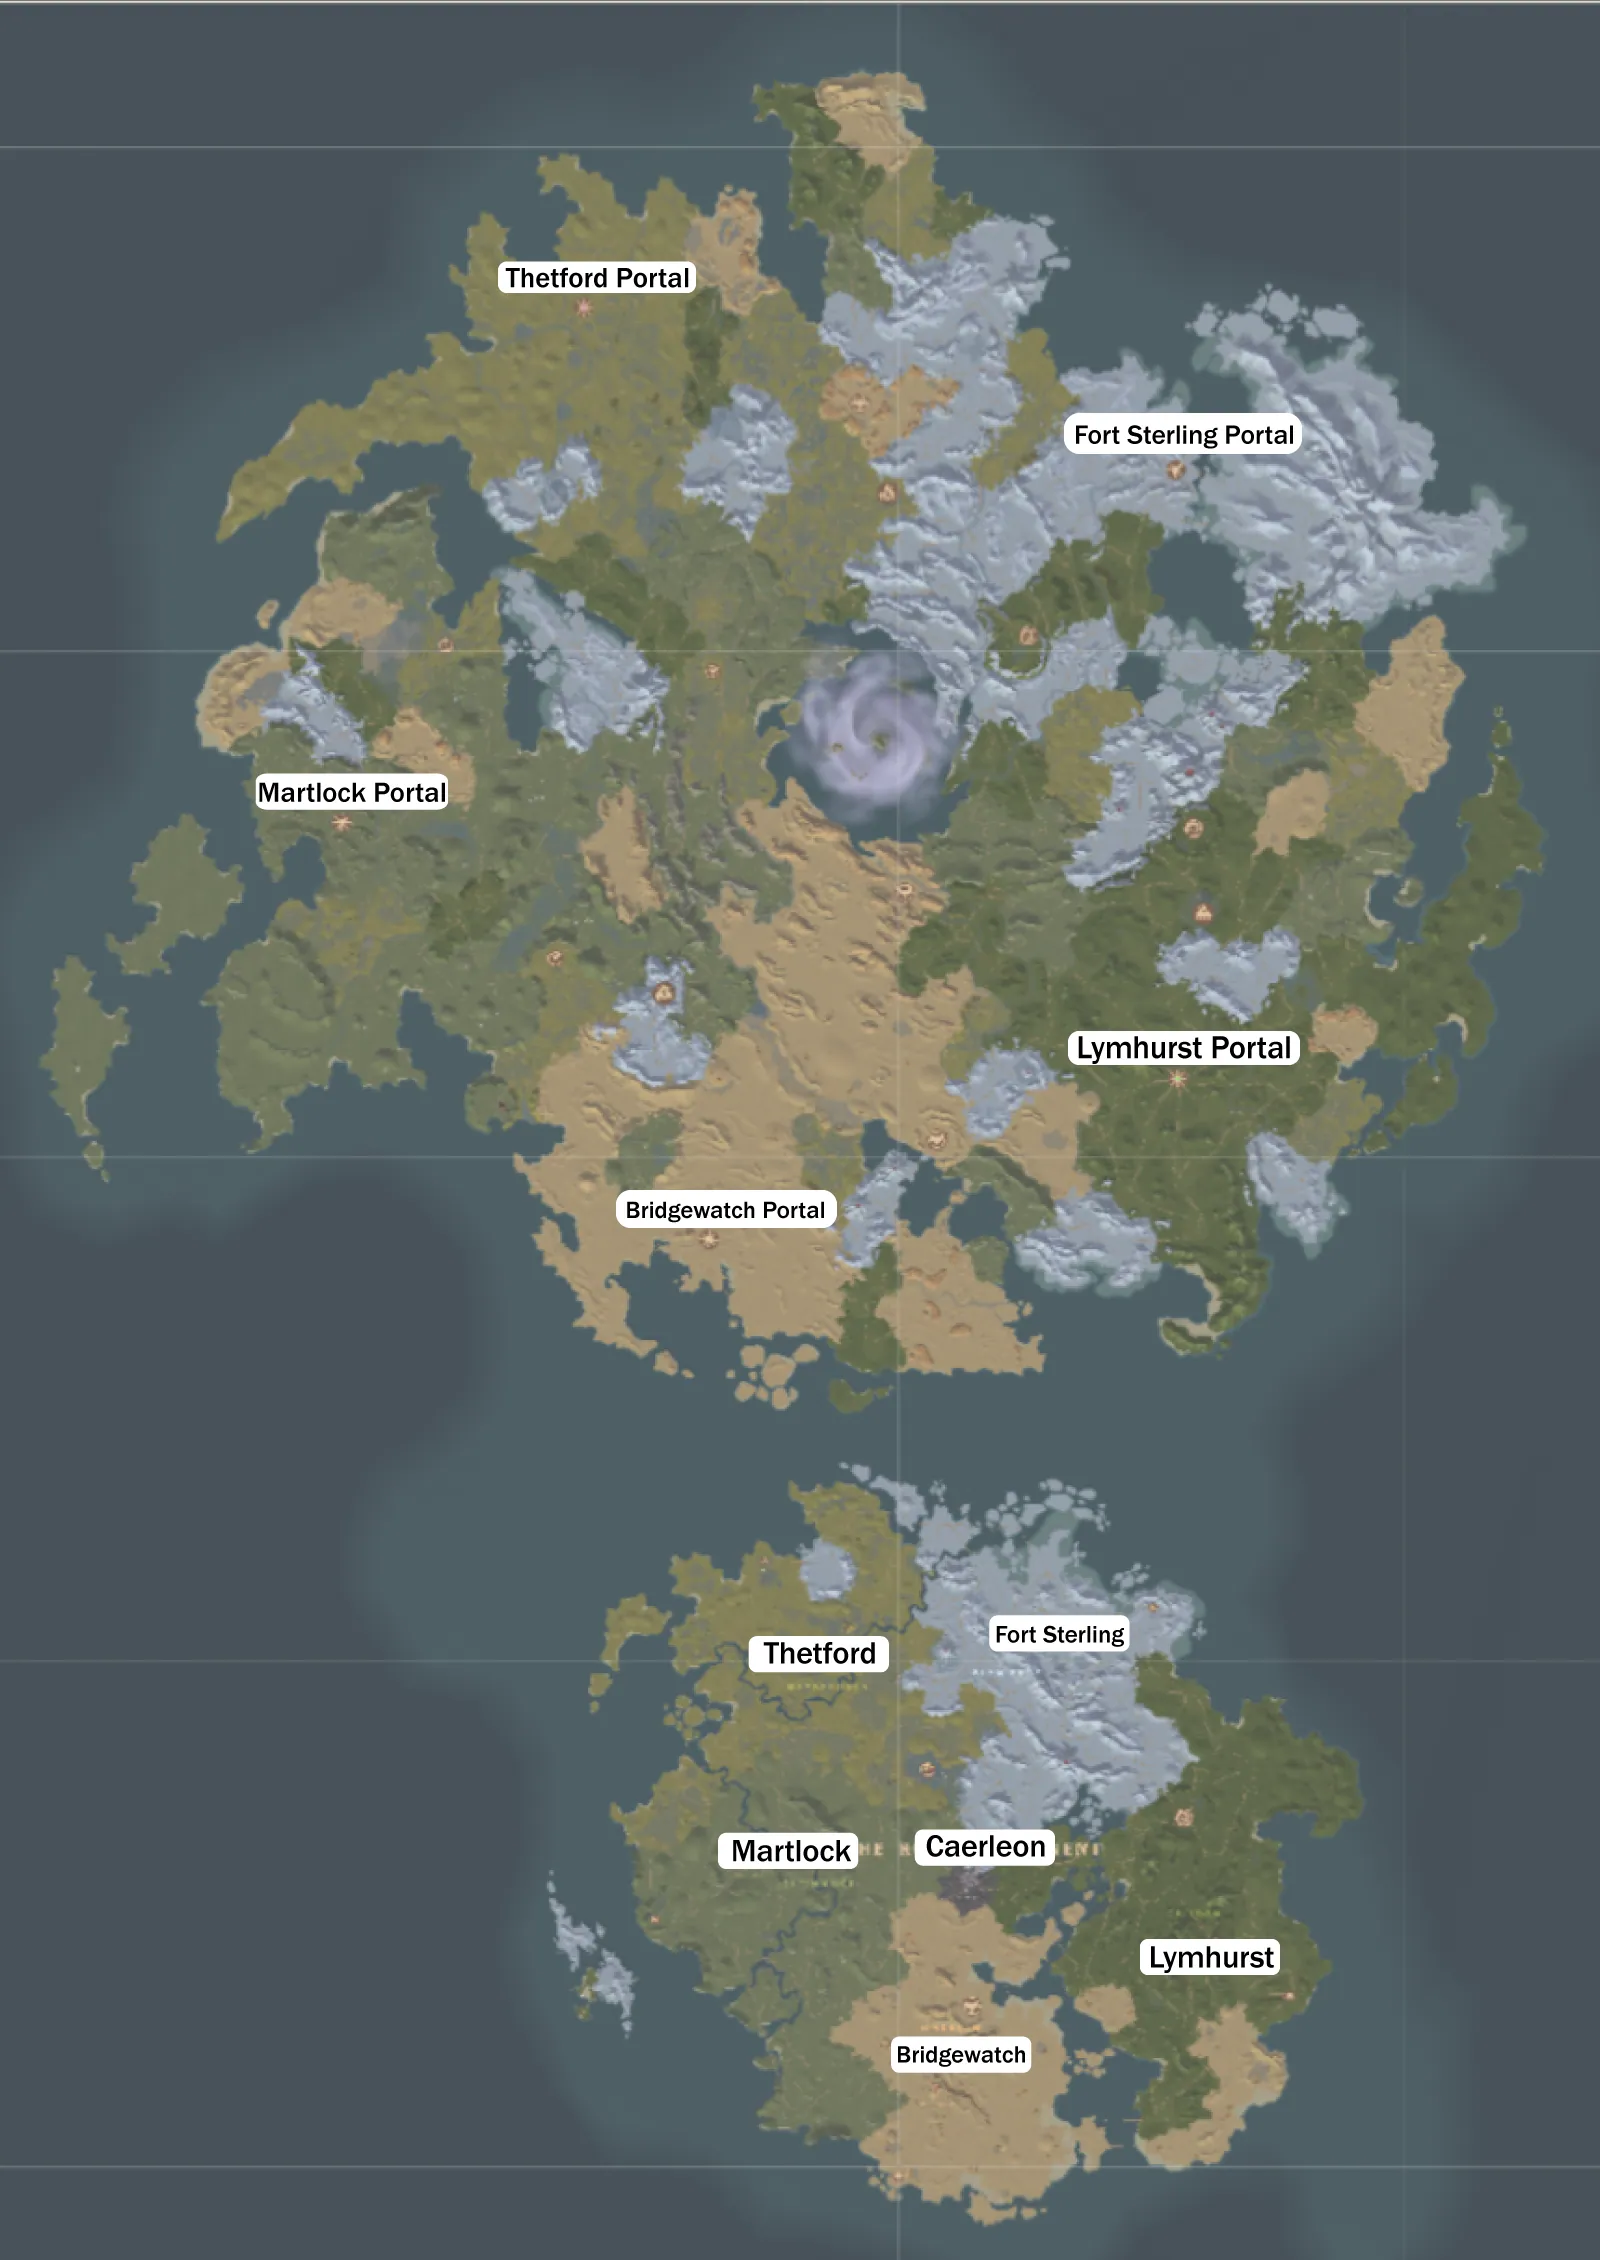 Thetford Portal
Fort Sterling Portal
Martlock Portal
Lymhurst Portal
Bridgewatch Portal
Fort Sterling
Thetford
Caerleon
Martlock
Lymhurst
Bridgewatch